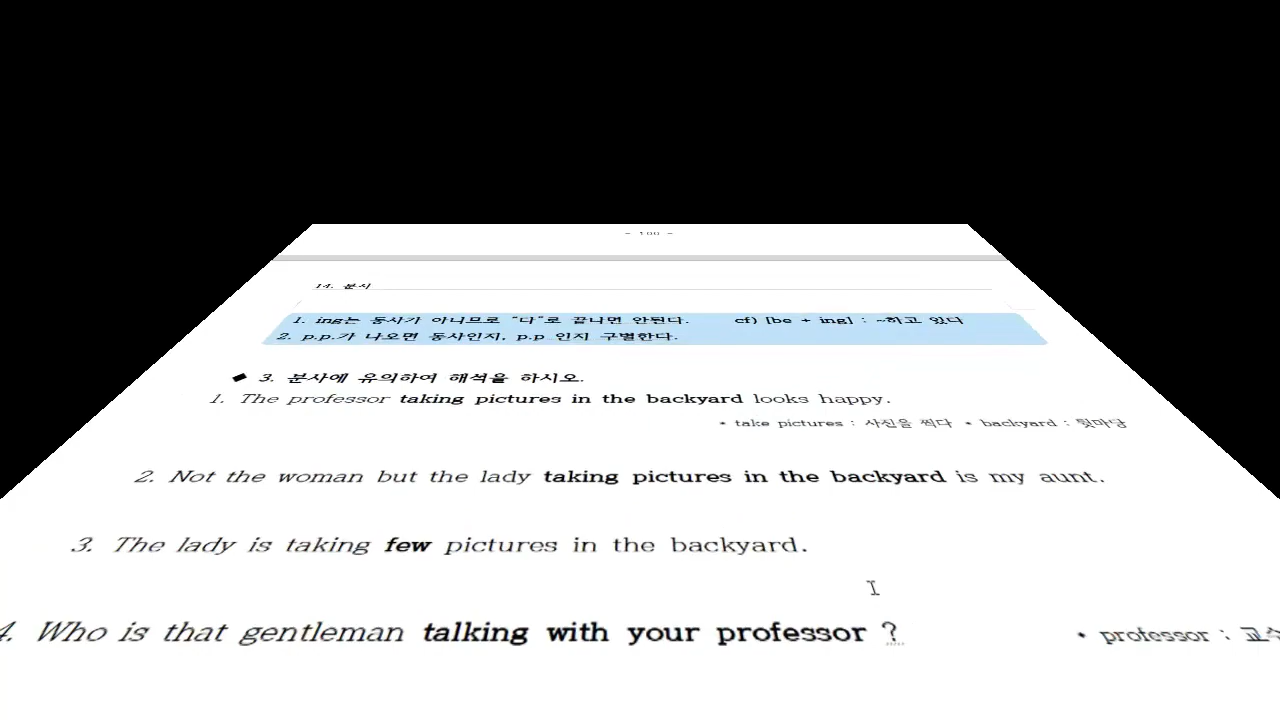 - 100 -
14. 분사
1. ing는 동사가 아니므로 "다"로 끝나면 안된다. cf) [be + ing] : ~하고 있다
2. p.p.가 나오면 동사인지, p.p 인지 구별한다.
◆ 3. 분사에 유의하여 해석을 하시오.
1. The professor taking pictures in the backyard looks happy.
• take pictures : 사진을 찍다 • backyard : 뒷마당
2. Not the woman but the lady taking pictures in the backyard is my aunt.
3. The lady is taking few pictures in the backyard.
4. Who is that gentleman talking with your professor ? • professor : 교수